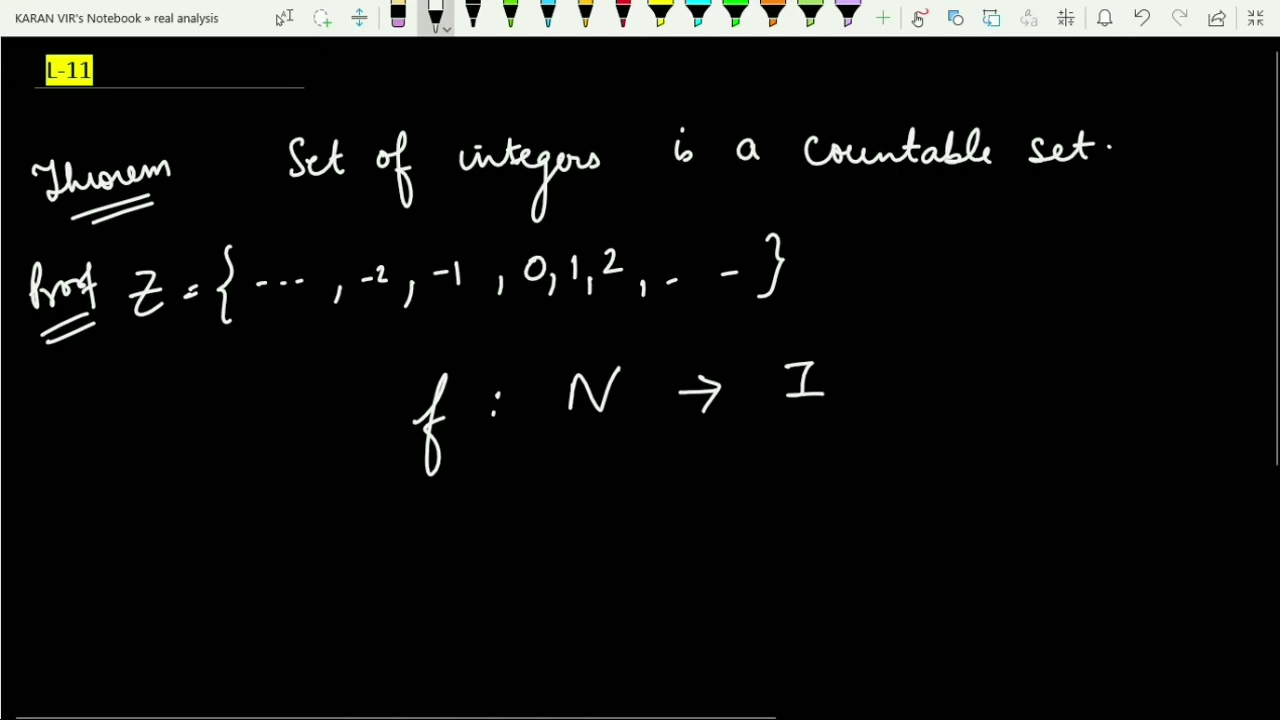 KARAN VIR's Notebook » real analysis
L-11
Theorem Set of integers is a countable set.
Proof Z = { ... , -2 , -1 , 0, 1, 2 , . - }
f : N → I